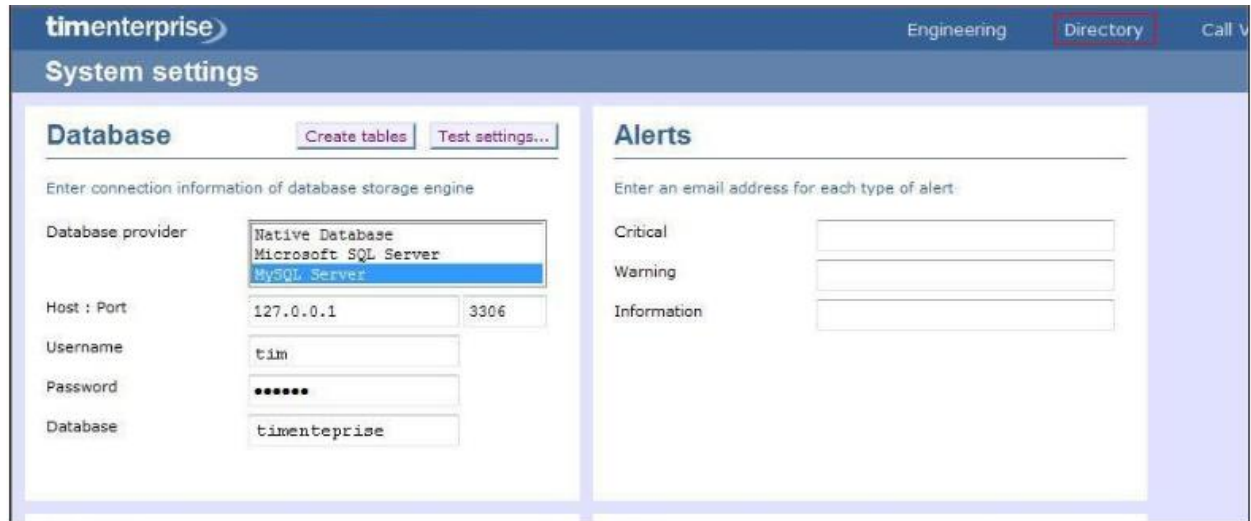 timenterprise
Engineering Directory Call V
System settings
Database Create tables Test settings...
Enter connection information of database storage engine
Database provider Native Database
Microsoft SQL Server
MySQL Server
Host : Port 127.0.0.1 3306
Username tim
Password ••••••
Database timenteprise
Alerts
Enter an email address for each type of alert
Critical
Warning
Information